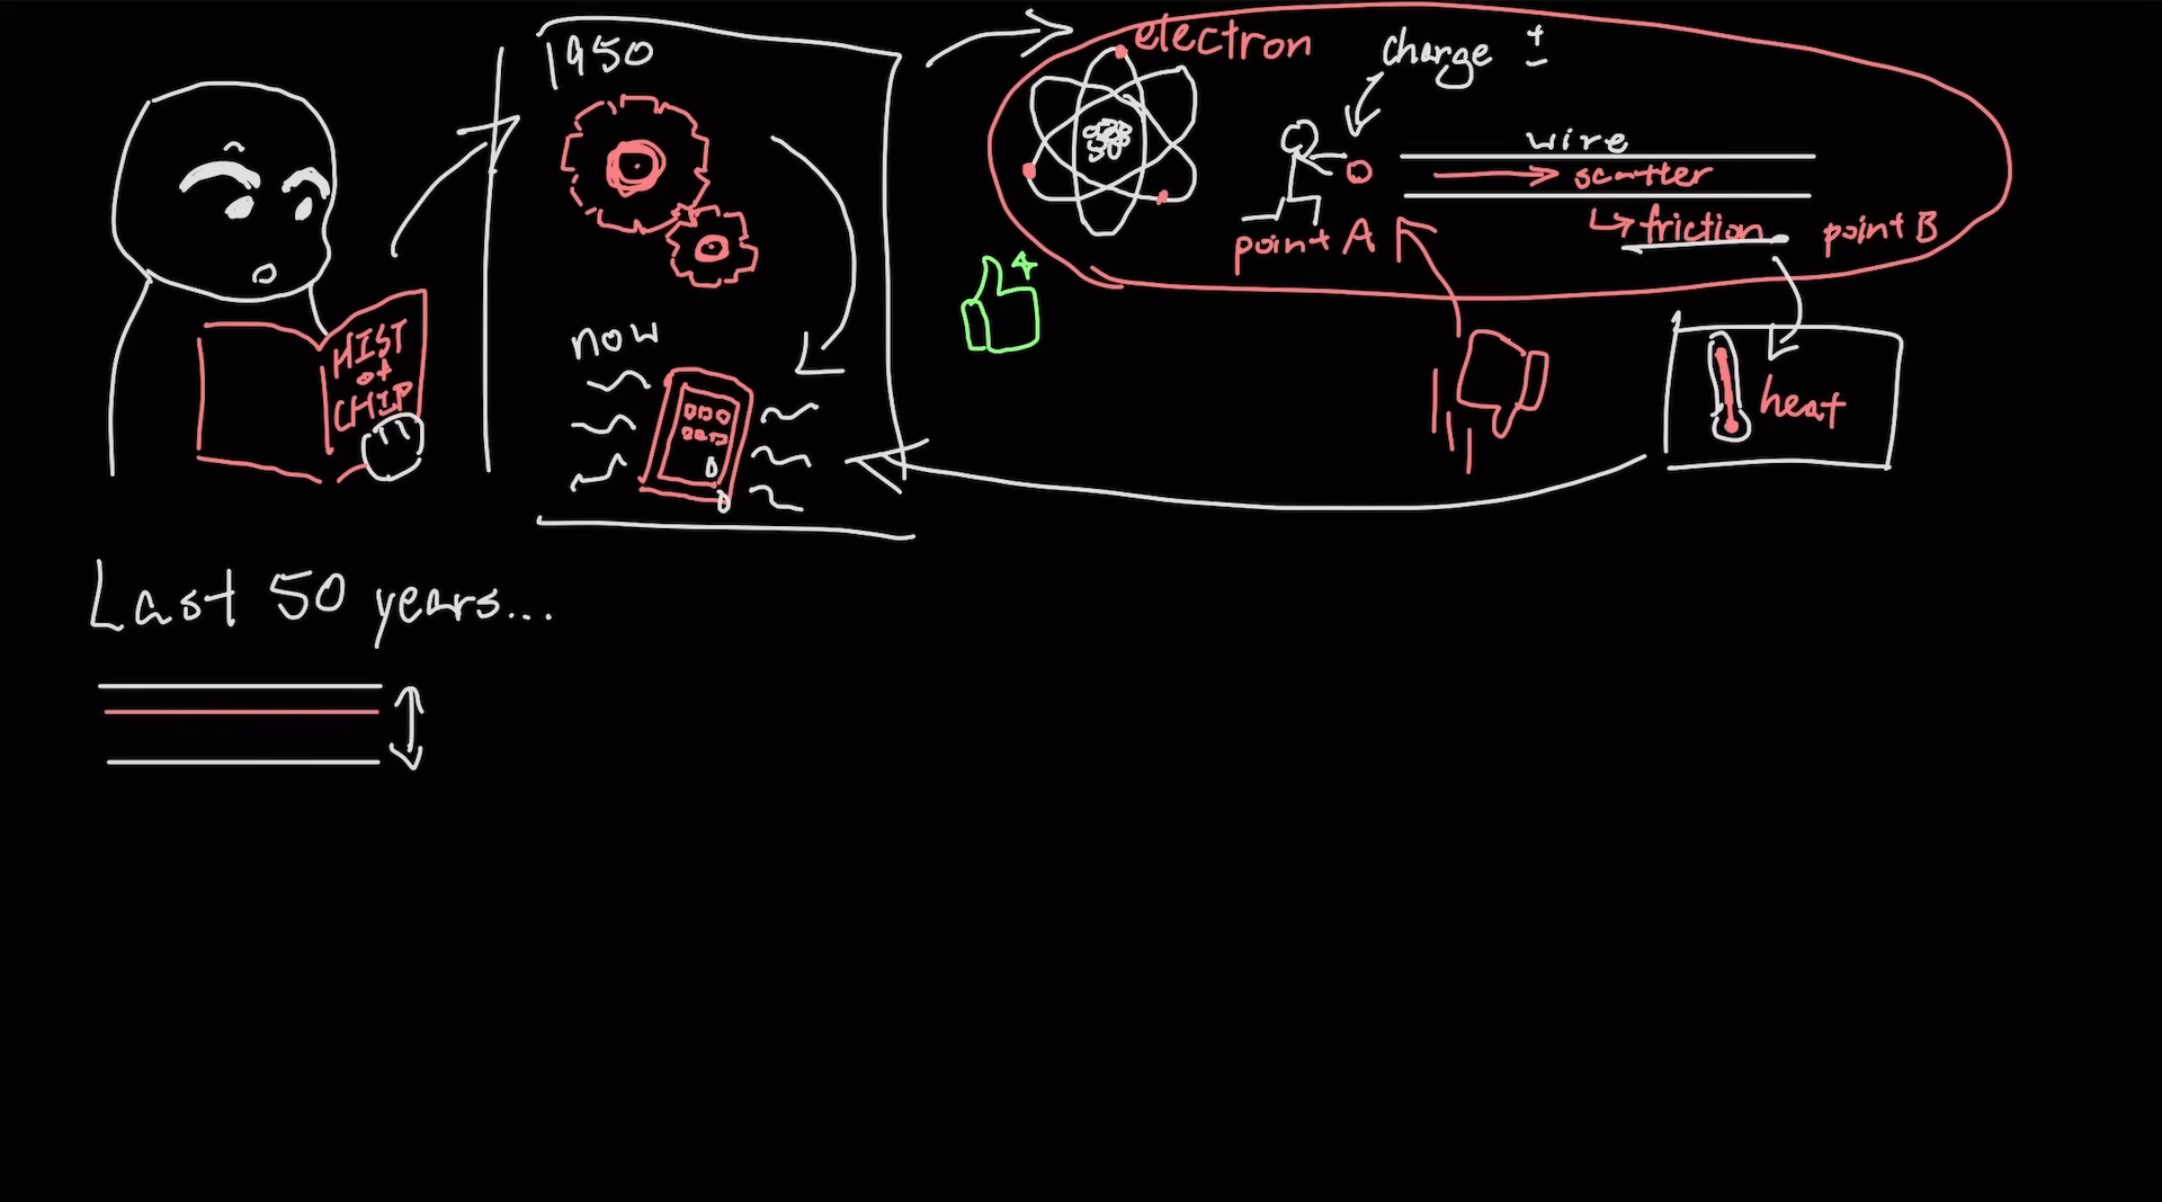 HIST
of
CHIP
1950
now
electron
charge ±
wire
scatter
friction
point A
point B
heat
Last 50 years...